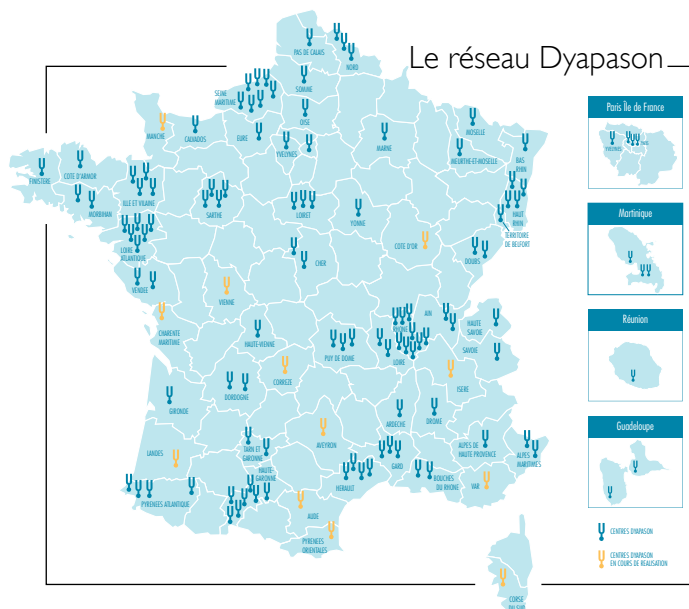 Le réseau Dyapason
PAS DE CALAIS
NORD
SEINE
MARITIME
SOMME
OISE
MANCHE
CALVADOS
EURE
YVELYNES
MARNE
MOSELLE
MEURTHE-ET-MOSELLE
BAS
RHIN
FINISTERE
COTE D'ARMOR
MORBIHAN
ILLE ET VILAINE
SARTHE
LOIRET
YONNE
HAUT
RHIN
TERRITOIRE
DE BELFORT
LOIRE
ATLANTIQUE
CHER
COTE D'OR
DOUBS
VENDEE
VIENNE
CHARENTE
MARITIME
HAUTE-VIENNE
PUY DE DOME
RHONE
AIN
LOIRE
HAUTE
SAVOIE
SAVOIE
CORREZE
ISERE
GIRONDE
DORDOGNE
ARDECHE
DROME
AVEYRON
LANDES
TARN ET
GARONNE
HAUTE-
GARONNE
GARD
ALPES DE
HAUTE PROVENCE
ALPES
MARITIMES
PYRENEES ATLANTIQUE
HERAULT
BOUCHES
DU RHONE
VAR
AUDE
PYRENEES
ORIENTALES
CORSE
Paris Île de France
YVELYNES
PARIS
Martinique
Réunion
Guadeloupe
CENTRES DYAPASON
CENTRES DYAPASON
EN COURS DE REALISATION